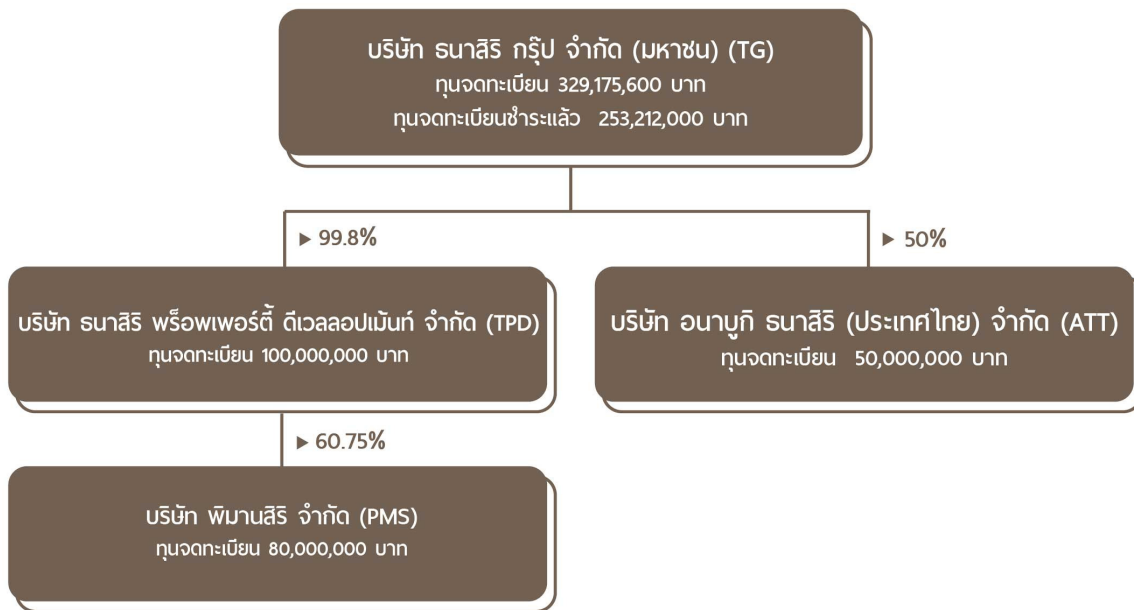 บริษัท ธนาสิริ กรุ๊ป จำกัด (มหาชน) (TG)
ทุนจดทะเบียน 329,175,600 บาท
ทุนจดทะเบียนชำระแล้ว 253,212,000 บาท
▶ 99.8%
▶ 50%
บริษัท ธนาสิริ พร็อพเพอร์ตี้ ดีเวลลอปเม้นท์ จำกัด (TPD)
ทุนจดทะเบียน 100,000,000 บาท
บริษัท อนาบูกิ ธนาสิริ (ประเทศไทย) จำกัด (ATT)
ทุนจดทะเบียน 50,000,000 บาท
▶ 60.75%
บริษัท พิมานสิริ จำกัด (PMS)
ทุนจดทะเบียน 80,000,000 บาท